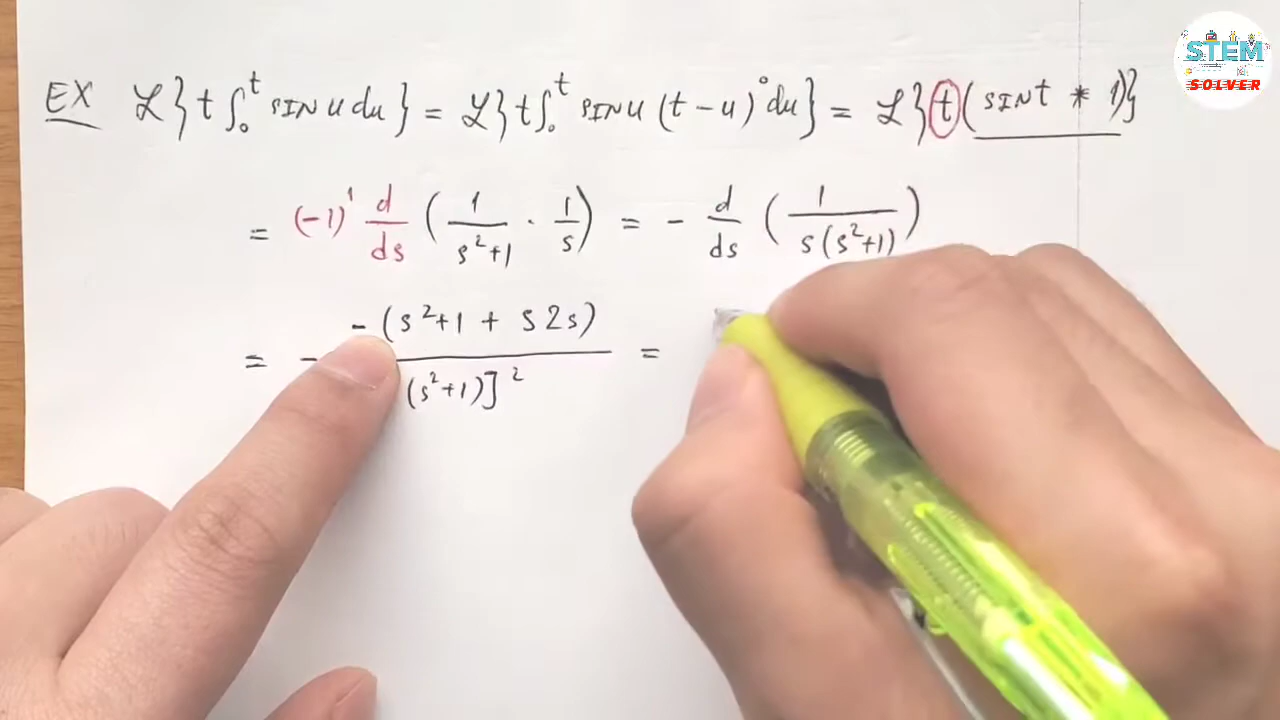 EX ℒ{t∫₀ᵗ SIN u du} = ℒ{t∫₀ᵗ SIN u (t - u)⁰ du} = ℒ{t(SIN t * 1)}
= (-1)¹ d/ds (1/(s²+1) · 1/s) = - d/ds (1/(s(s²+1)))
= - -(s²+1 + s2s)/(s²+1)]² =
STEM
SOLVER